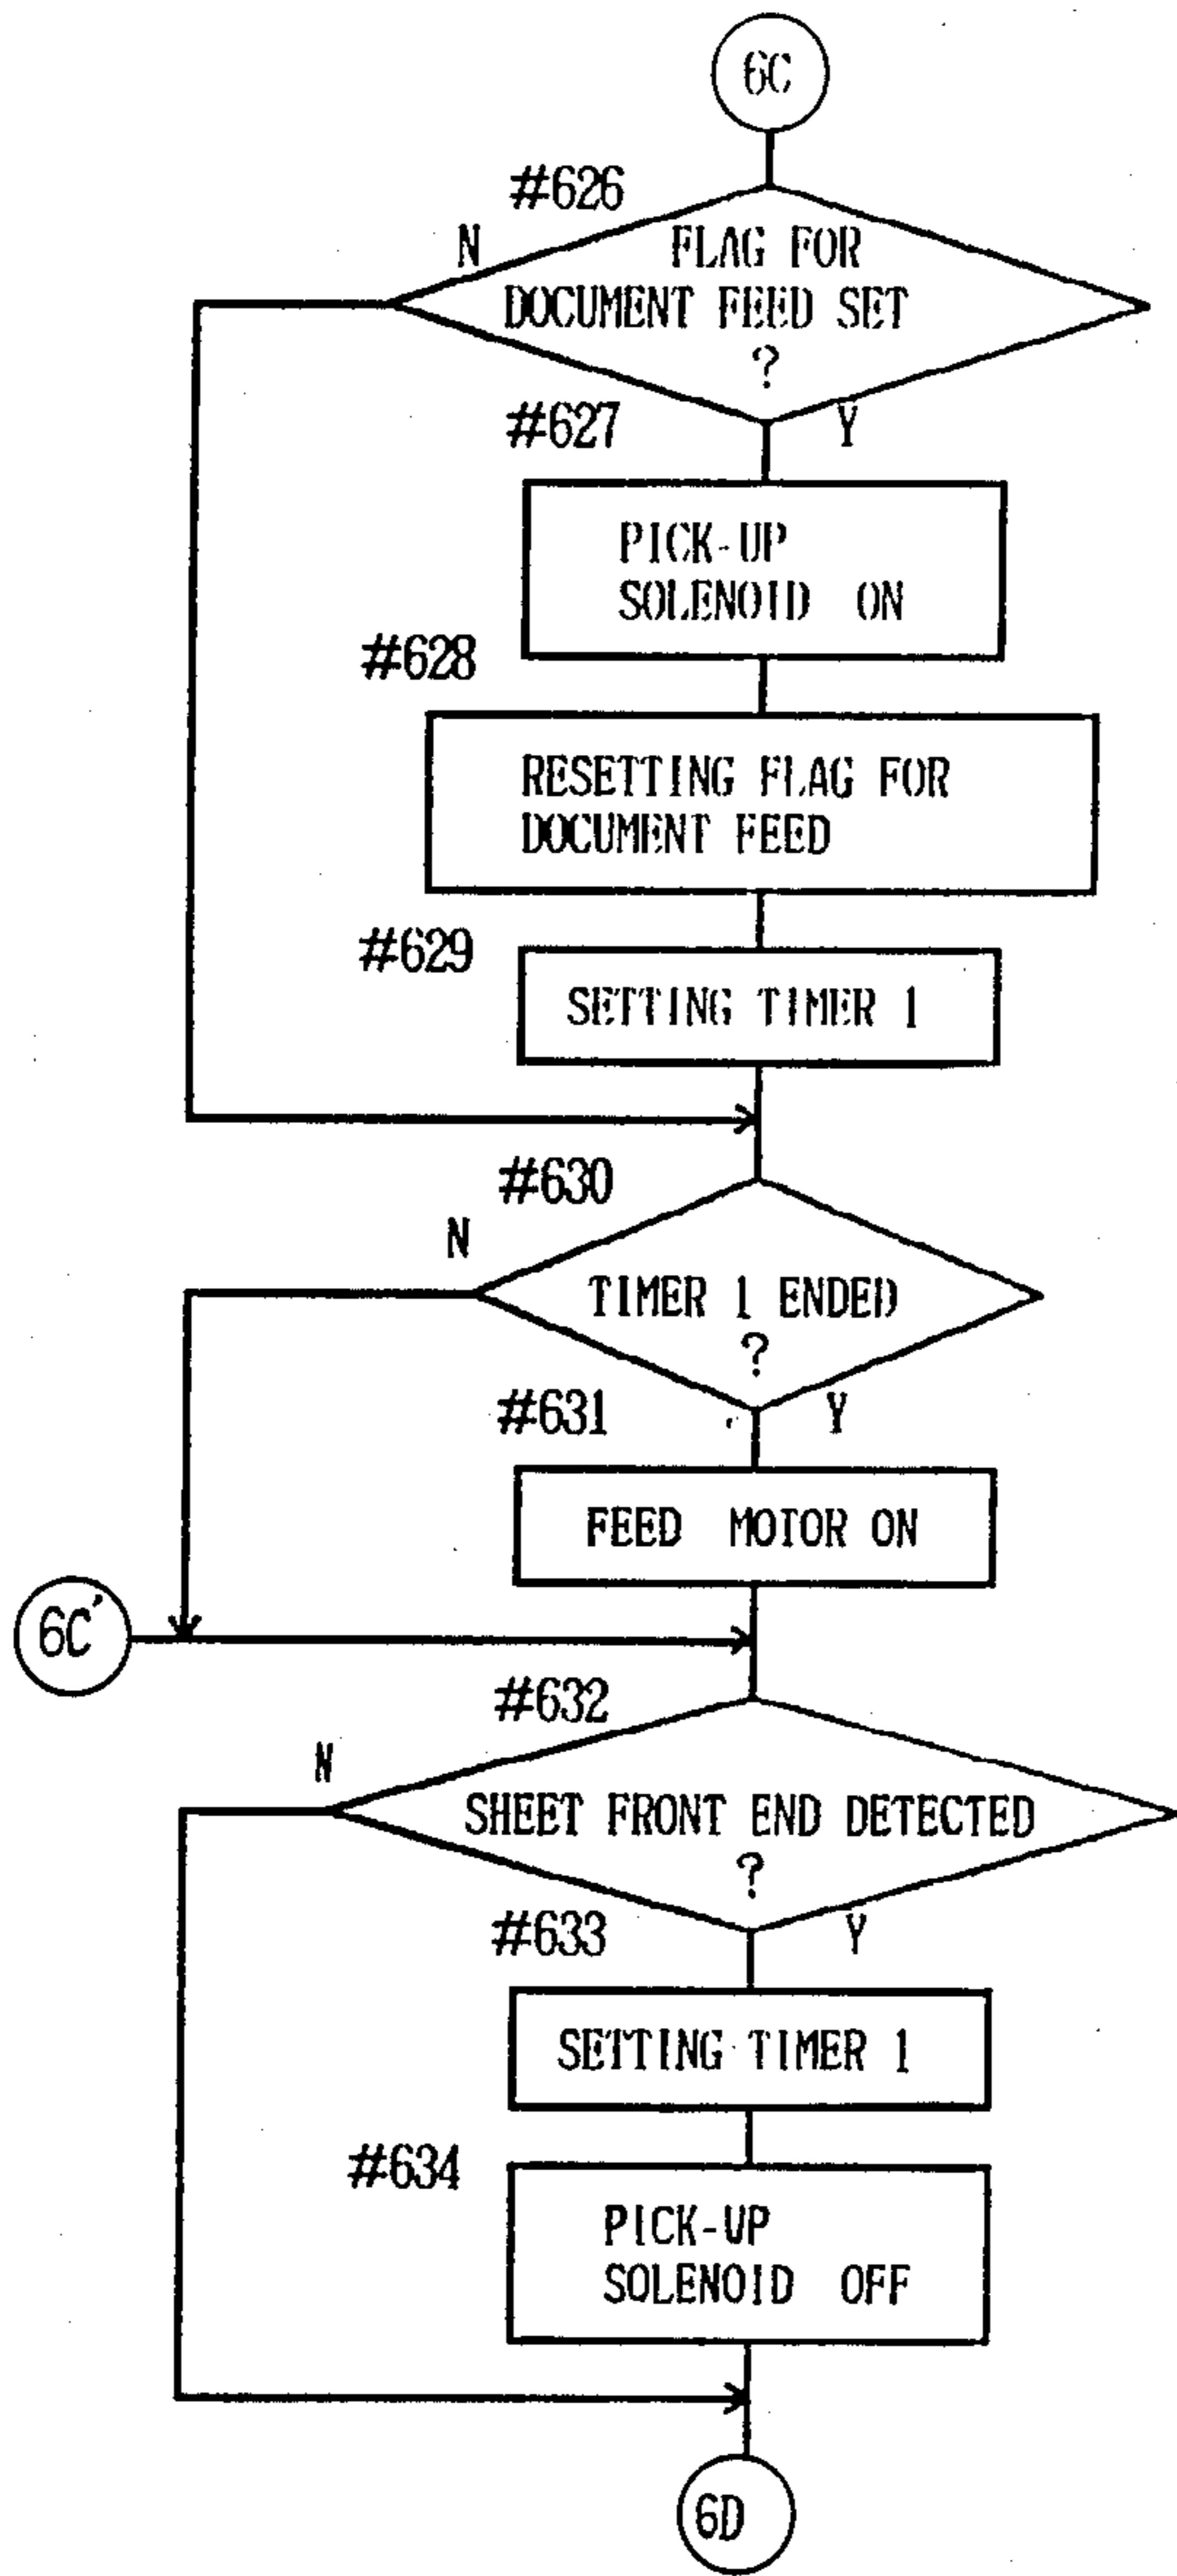 6C
#626
N
FLAG FOR
DOCUMENT FEED SET
?
#627
Y
PICK-UP
SOLENOID ON
#628
RESETTING FLAG FOR
DOCUMENT FEED
#629
SETTING TIMER 1
#630
N
TIMER 1 ENDED
?
#631
Y
FEED MOTOR ON
6C'
#632
N
SHEET FRONT END DETECTED
?
#633
Y
SETTING TIMER 1
#634
PICK-UP
SOLENOID OFF
6D